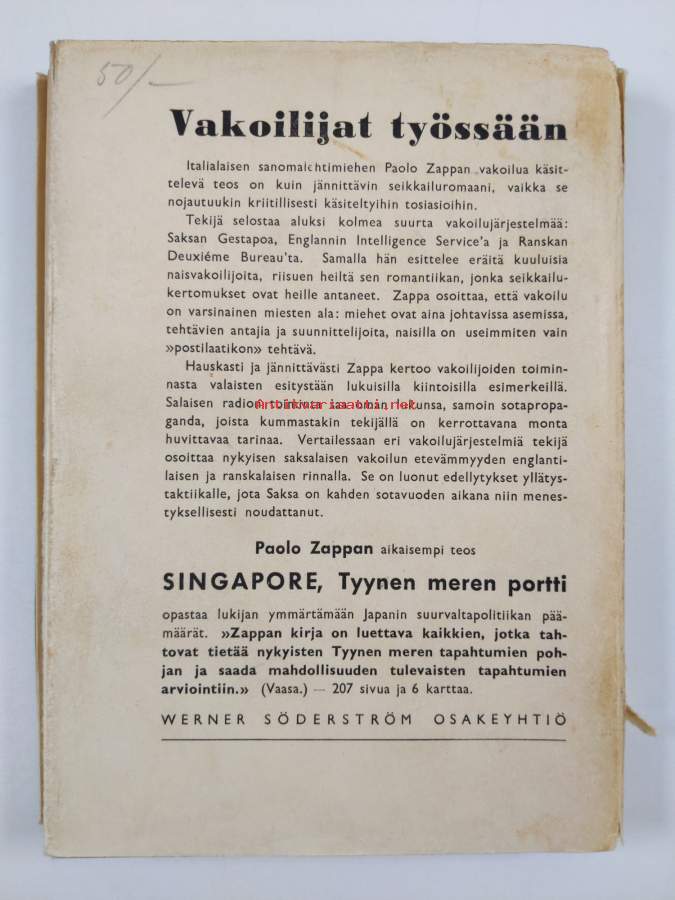 50/-
Vakoilijat työssään
Italialaisen sanomalehtimiehen Paolo Zappan vakoilua käsit-
televä teos on kuin jännittävin seikkailuromaani, vaikka se
nojautuukin kriitillisesti käsiteltyihin tosiasioihin.
Tekijä selostaa aluksi kolmea suurta vakoilujärjestelmää:
Saksan Gestapoa, Englannin Intelligence Service'a ja Ranskan
Deuxiéme Bureau'ta. Samalla hän esittelee eräitä kuuluisia
naisvakoilijoita, riisuen heiltä sen romantiikan, jonka seikkailu-
kertomukset ovat heille antaneet. Zappa osoittaa, että vakoilu
on varsinainen miesten ala: miehet ovat aina johtavissa asemissa,
tehtävien antajia ja suunnittelijoita, naisilla on useimmiten vain
»postilaatikon» tehtävä.
Hauskasti ja jännittävästi Zappa kertoo vakoilijoiden toimin-
nasta valaisten esitystään lukuisilla kiintoisilla esimerkeillä.
Salaisen radion toiminta saa oman lukunsa, samoin sotapropa-
ganda, joista kummastakin tekijällä on kerrottavana monta
huvittavaa tarinaa. Vertaillessaan eri vakoilujärjestelmiä tekijä
osoittaa nykyisen saksalaisen vakoilun etevämmyyden englanti-
laisen ja ranskalaisen rinnalla. Se on luonut edellytykset yllätys-
taktiikalle, jota Saksa on kahden sotavuoden aikana niin menes-
tyksellisesti noudattanut.
Paolo Zappan aikaisempi teos
SINGAPORE, Tyynen meren portti
opastaa lukijan ymmärtämään Japanin suurvaltapolitiikan pää-
määrät. »Zappan kirja on luettava kaikkien, jotka tah-
tovat tietää nykyisten Tyynen meren tapahtumien poh-
jan ja saada mahdollisuuden tulevaisten tapahtumien
arviointiin.» (Vaasa.) — 207 sivua ja 6 karttaa.
WERNER SÖDERSTRÖM OSAKEYHTIÖ